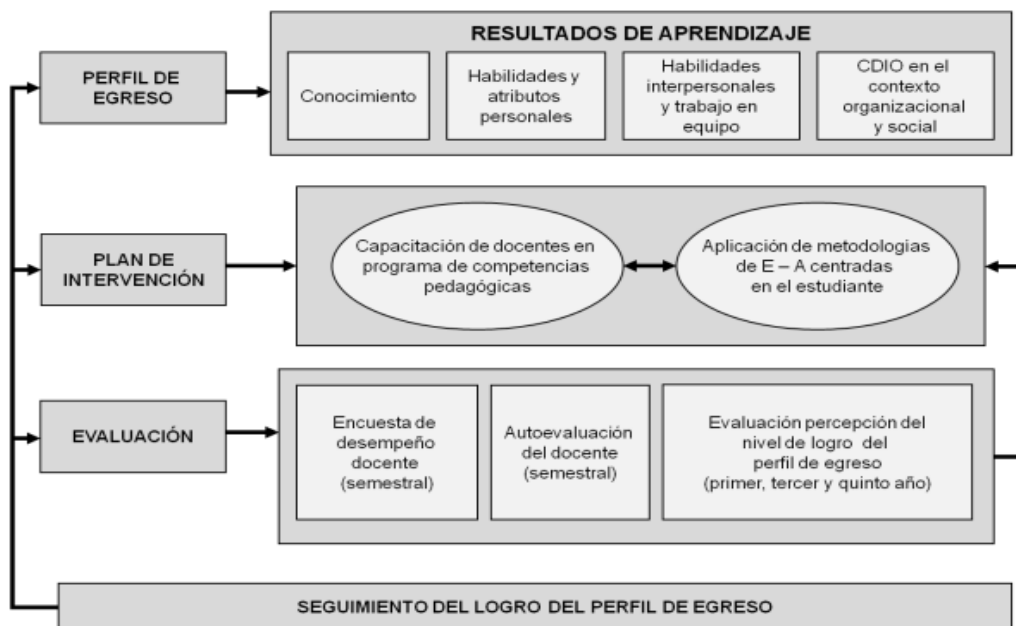 RESULTADOS DE APRENDIZAJE
PERFIL DE
EGRESO
Conocimiento
Habilidades y
atributos
personales
Habilidades
interpersonales
y trabajo en
equipo
CDIO en el
contexto
organizacional
y social
PLAN DE
INTERVENCIÓN
Capacitación de docentes en
programa de competencias
pedagógicas
Aplicación de metodologías
de E – A centradas
en el estudiante
EVALUACIÓN
Encuesta de
desempeño
docente
(semestral)
Autoevaluación
del docente
(semestral)
Evaluación percepción del
nivel de logro del
perfil de egreso
(primer, tercer y quinto año)
SEGUIMIENTO DEL LOGRO DEL PERFIL DE EGRESO